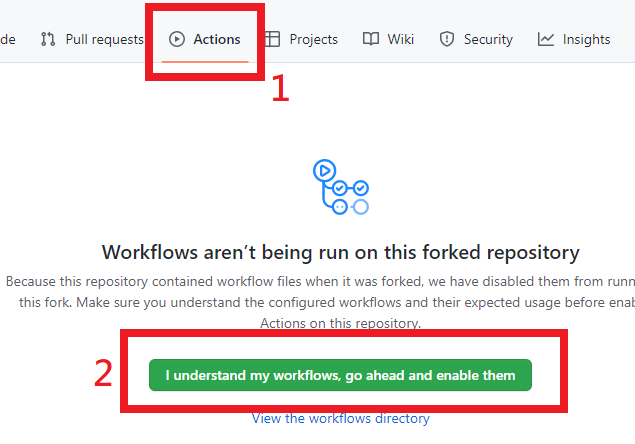 de Pull requests Actions Projects Wiki Security Insights
1
Workflows aren’t being run on this forked repository
Because this repository contained workflow files when it was forked, we have disabled them from runn
this fork. Make sure you understand the configured workflows and their expected usage before enab
Actions on this repository.
2
I understand my workflows, go ahead and enable them
View the workflows directory